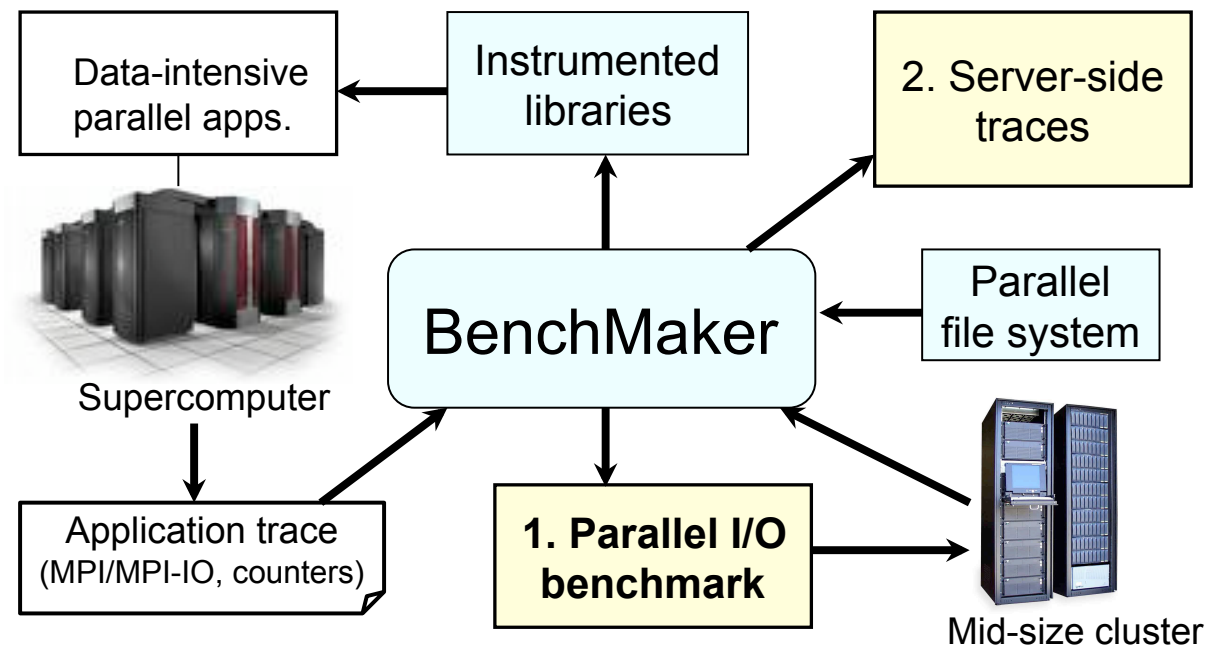 Data-intensive
parallel apps.
Instrumented
libraries
2. Server-side
traces
BenchMaker
Parallel
file system
Supercomputer
Application trace
(MPI/MPI-IO, counters)
1. Parallel I/O
benchmark
Mid-size cluster